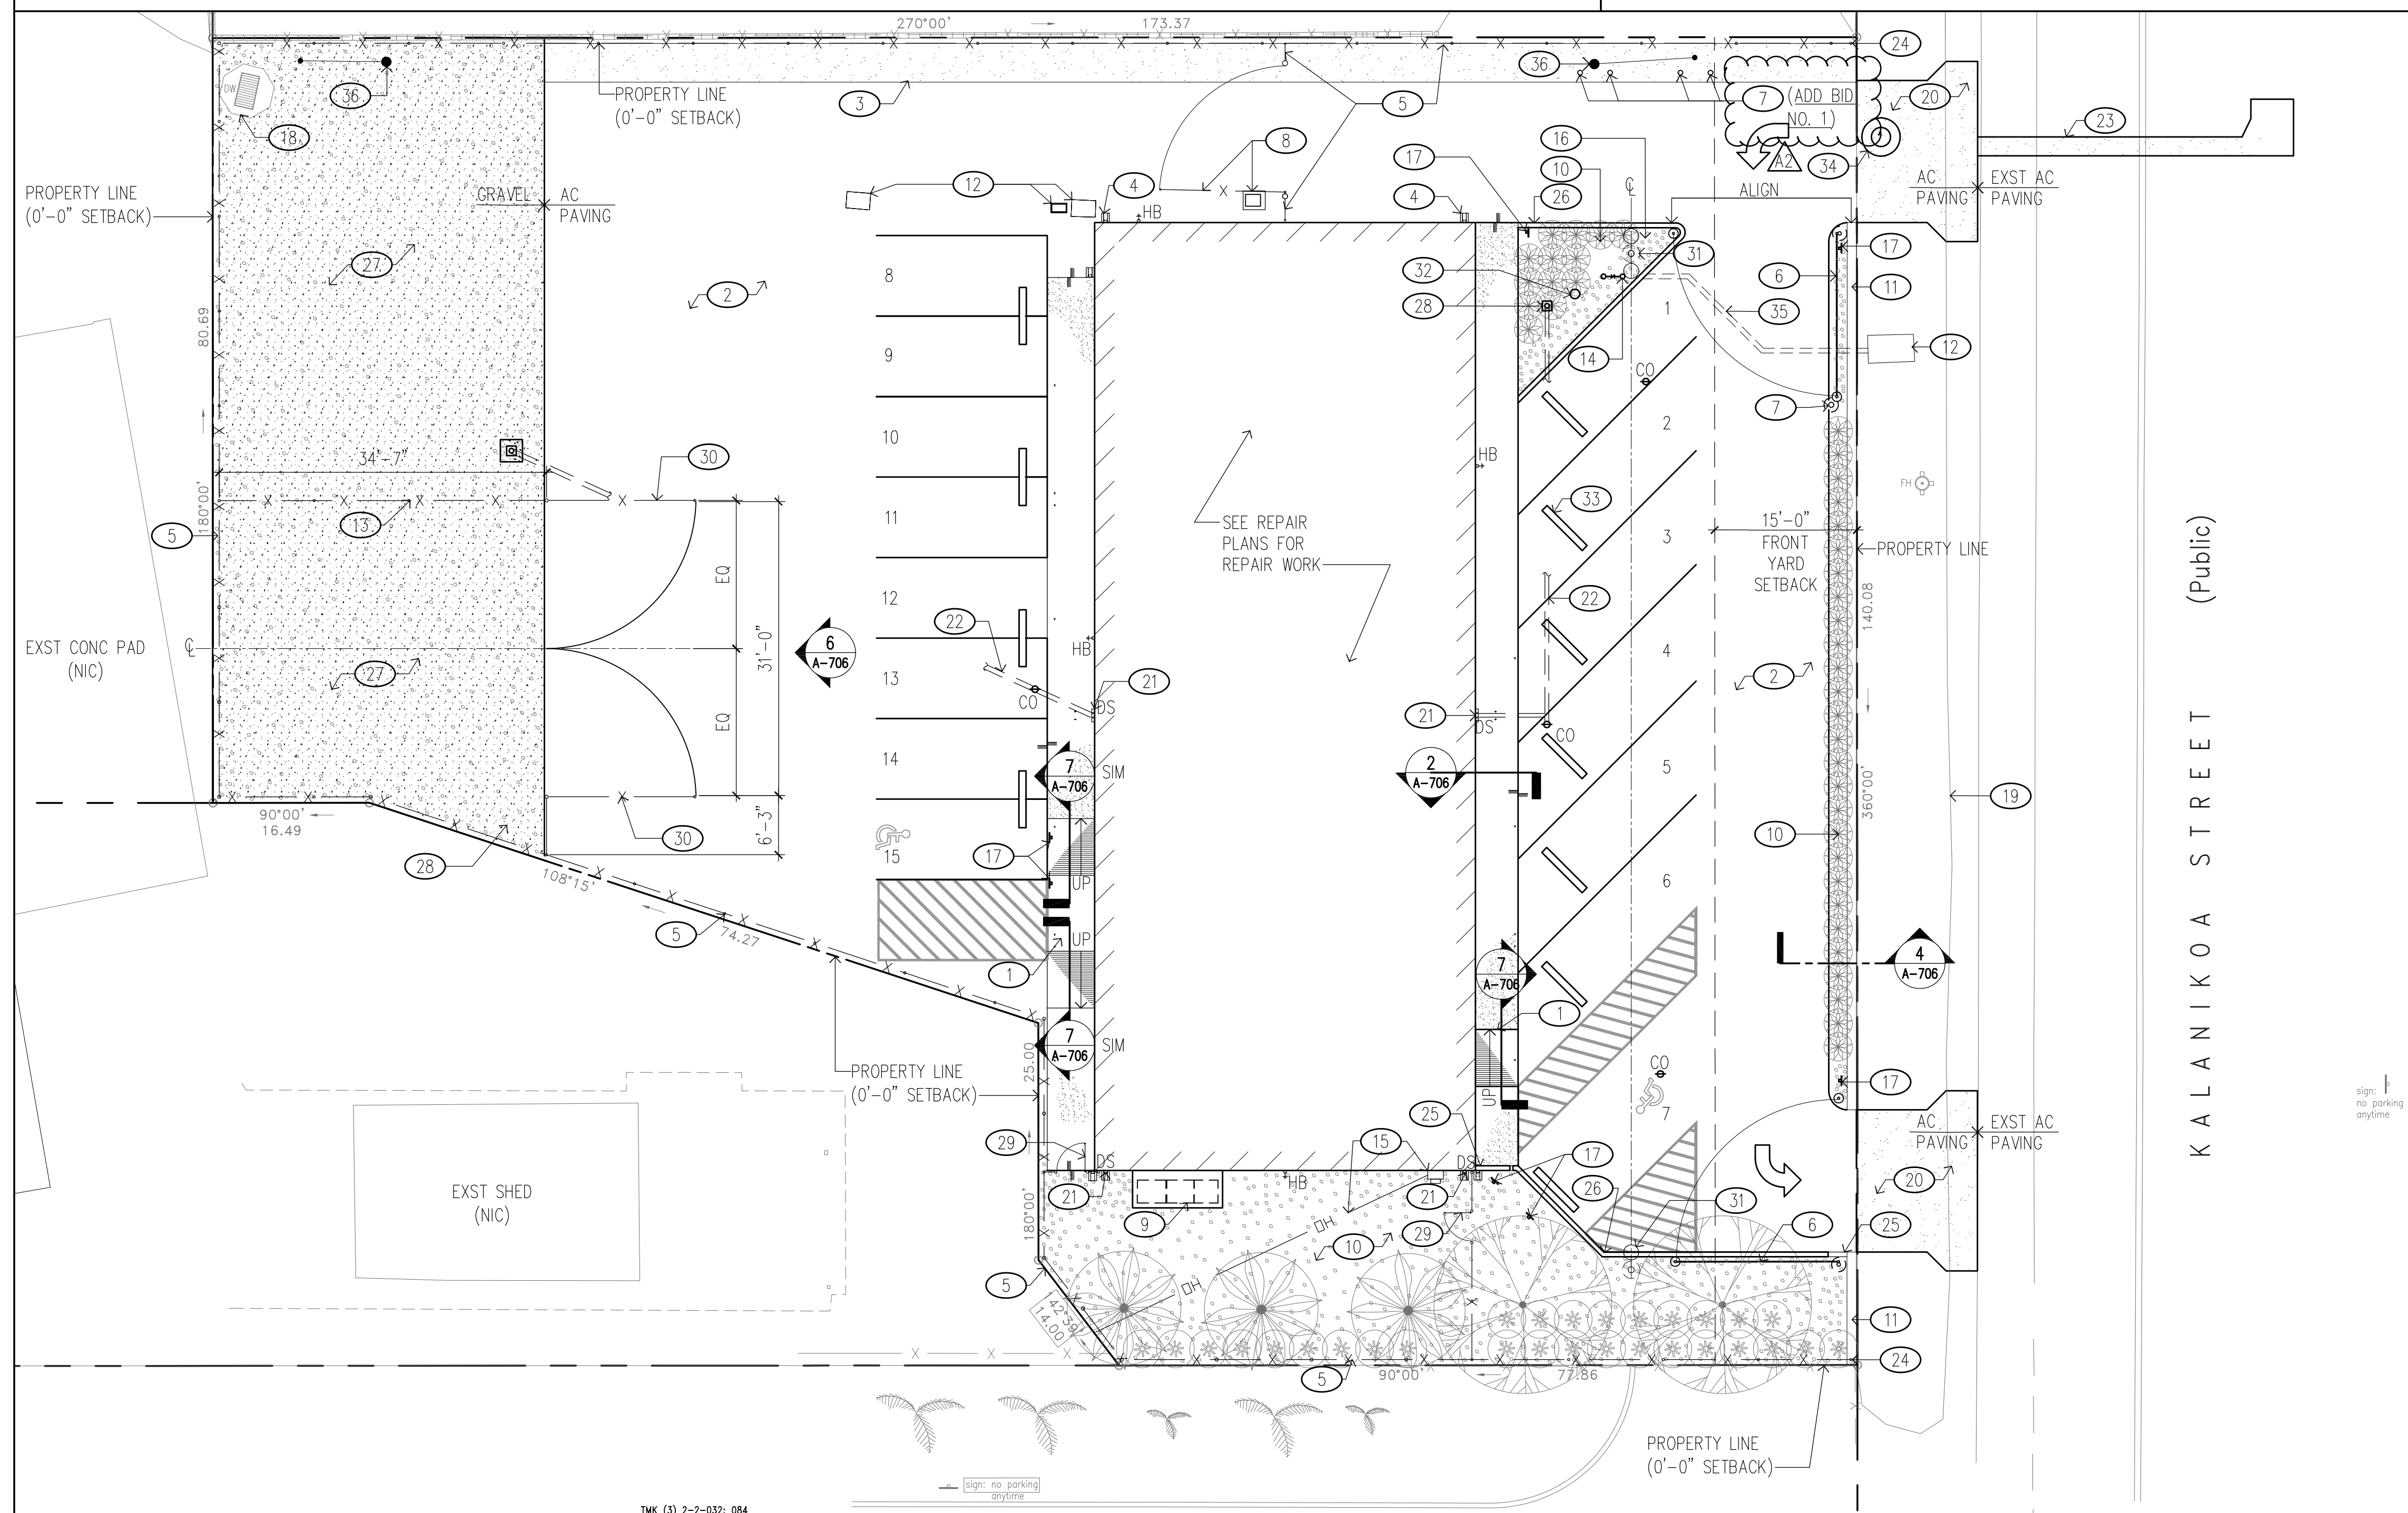 270°00'
173.37
24
36
36
PROPERTY LINE
(0'-0" SETBACK)
3
5
7
(ADD BID
NO. 1)
20
23
DW
18
8
16
17
10
A2
34
PROPERTY LINE
(0'-0" SETBACK)
GRAVEL
AC
PAVING
12
4
HB
4
26
℄
ALIGN
AC
PAVING
EXST AC
PAVING
27
2
8
32
31
17
6
11
28
1
35
80.69
9
14
12
CO
7
10
2
34'-7"
30
HB
FH
33
13
180°00'
5
11
SEE REPAIR
PLANS FOR
REPAIR WORK
3
15'-0"
FRONT
YARD
SETBACK
PROPERTY LINE
(Public)
EQ
12
22
22
140.08
EXST CONC PAD
(NIC)
℄
6
A-706
31'-0"
HB
4
27
13
CO
21
DS
2
EQ
21
DS
CO
KALANIKOA STREET
14
7
A-706
SIM
2
A-706
5
360°00'
19
90°00'
16.49
6'-3"
30
10
28
15
17
108°15'
UP
6
5
74.27
UP
1
7
A-706
4
A-706
1
7
A-706
SIM
25.00
PROPERTY LINE
(0'-0" SETBACK)
CO
17
7
UP
25
AC
PAVING
EXST AC
PAVING
sign:
no parking
anytime
29
15
17
DS
DS
EXST SHED
(NIC)
21
HB
21
26
20
180°00'
9
OH
29
31
6
25
10
5
OH
142°39'
14.00
11
24
5
90°00'
77.86
PROPERTY LINE
(0'-0" SETBACK)
sign: no parking
anytime
TMK (3) 2-2-032: 084